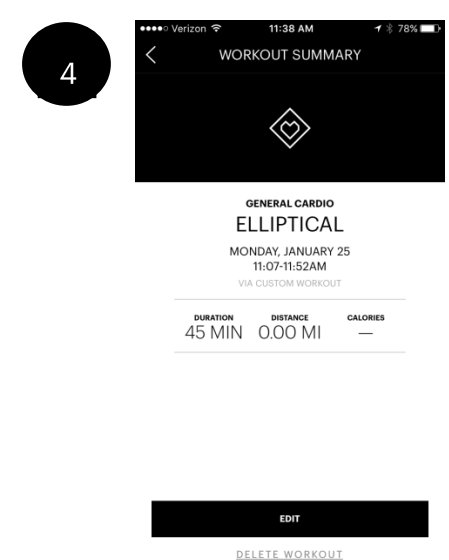 4
Verizon 11:38 AM 78%
WORKOUT SUMMARY
GENERAL CARDIO
ELLIPTICAL
MONDAY, JANUARY 25
11:07-11:52AM
VIA CUSTOM WORKOUT
DURATION DISTANCE CALORIES
45 MIN 0.00 MI —
EDIT
DELETE WORKOUT